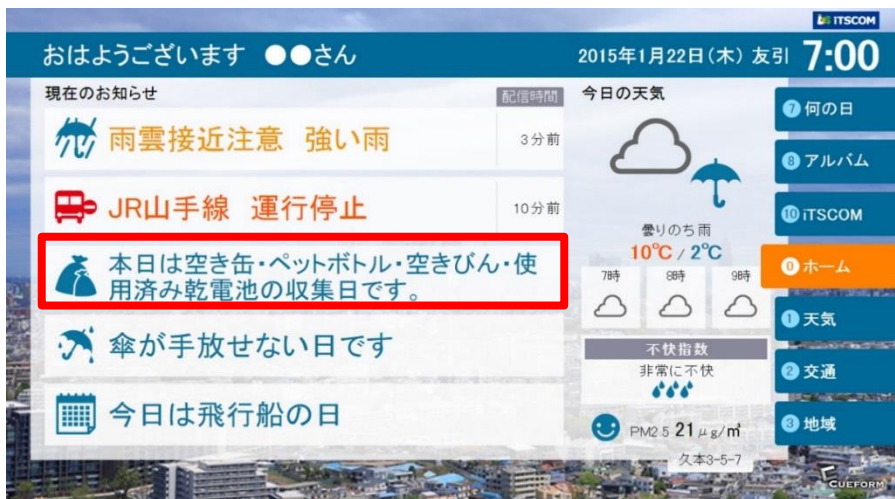 iTSCOM
おはようございます ●●さん
2015年1月22日(木) 友引 7:00
現在のお知らせ
配信時間
雨雲接近注意 強い雨
3分前
JR山手線 運行停止
10分前
本日は空き缶・ペットボトル・空きびん・使
用済み乾電池の収集日です。
傘が手放せない日です
今日は飛行船の日
今日の天気
曇りのち雨
10℃ / 2℃
7時 8時 9時
不快指数
非常に不快
PM2.5 21μg/㎥
久本3-5-7
7 何の日
8 アルバム
10 iTSCOM
0 ホーム
1 天気
2 交通
3 地域
CUEFORM